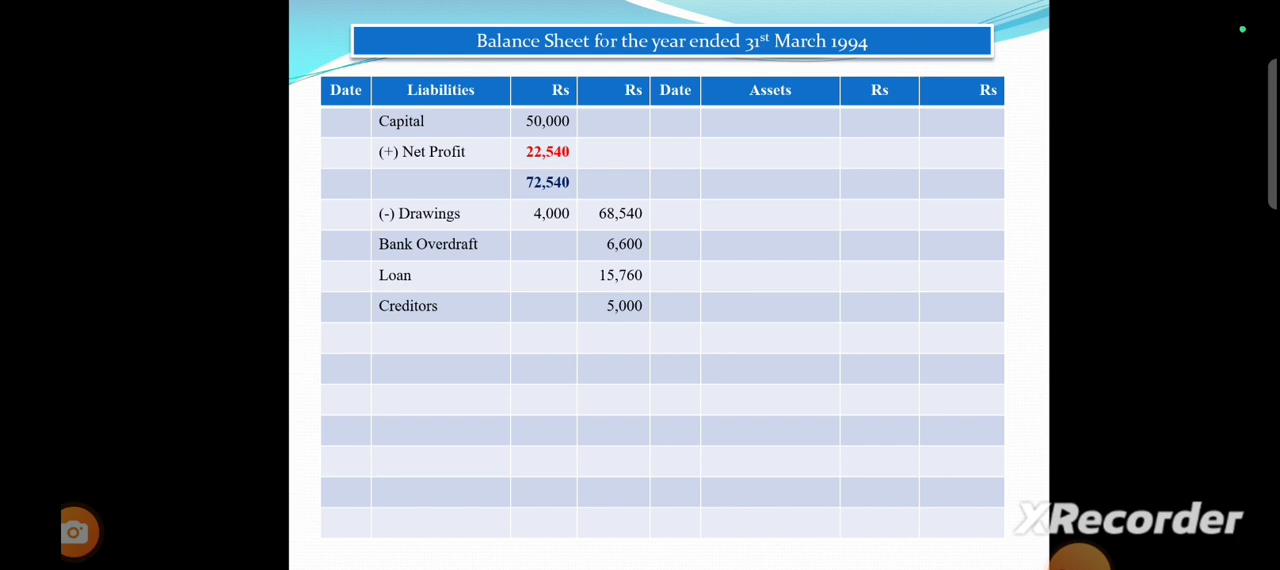 Balance Sheet for the year ended 31st March 1994
Date Liabilities Rs Rs Date Assets Rs Rs
Capital 50,000
(+) Net Profit 22,540
72,540
(-) Drawings 4,000 68,540
Bank Overdraft 6,600
Loan 15,760
Creditors 5,000
XRecorder